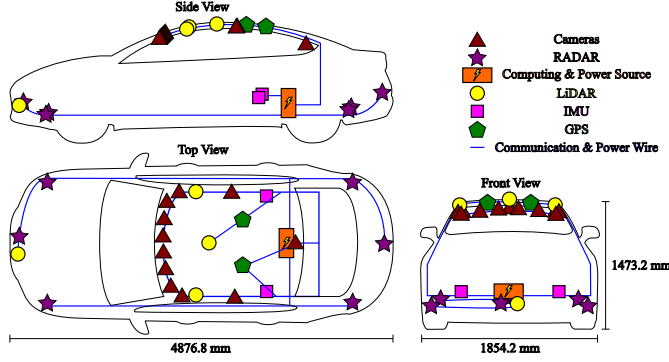 Side View
Cameras
RADAR
Computing & Power Source
LiDAR
IMU
GPS
Communication & Power Wire
Top View
Front View
1473.2 mm
4876.8 mm
1854.2 mm